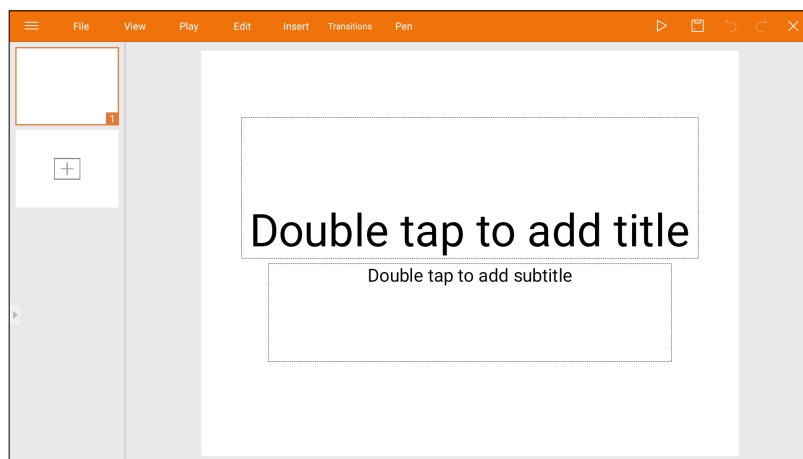 File View Play Edit Insert Transitions Pen
1
Double tap to add title
Double tap to add subtitle